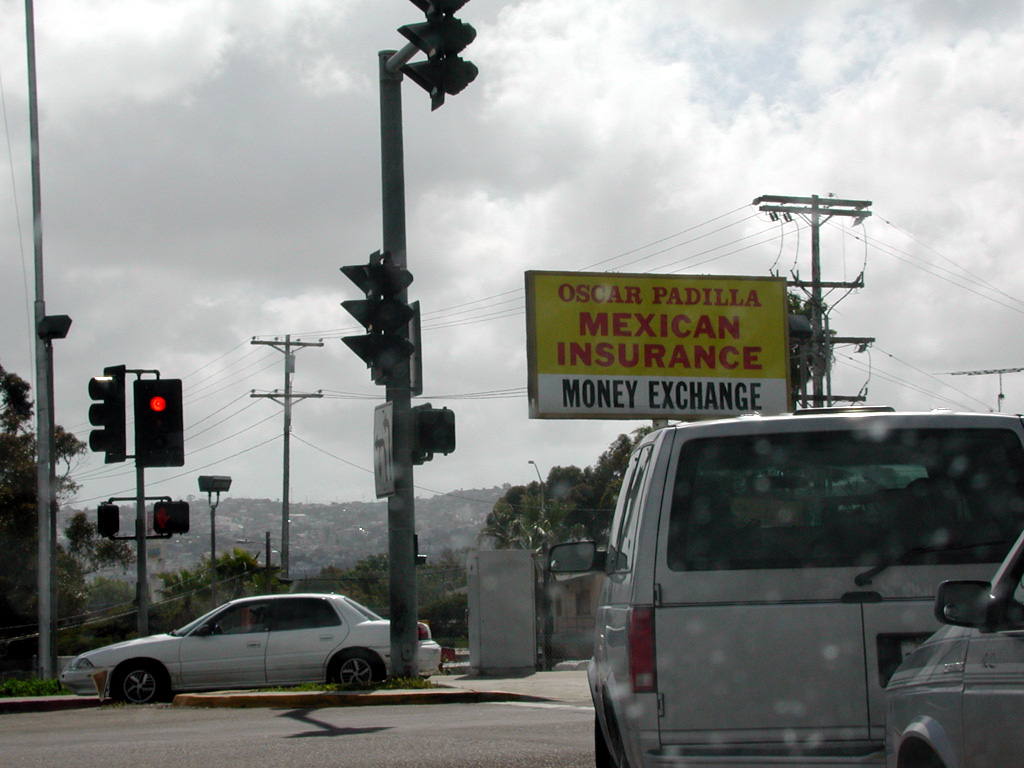 OSCAR PADILLA
MEXICAN
INSURANCE
MONEY EXCHANGE